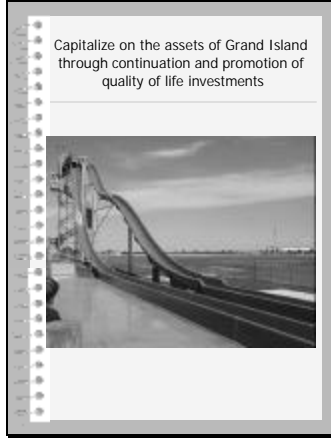 Capitalize on the assets of Grand Island
through continuation and promotion of
quality of life investments